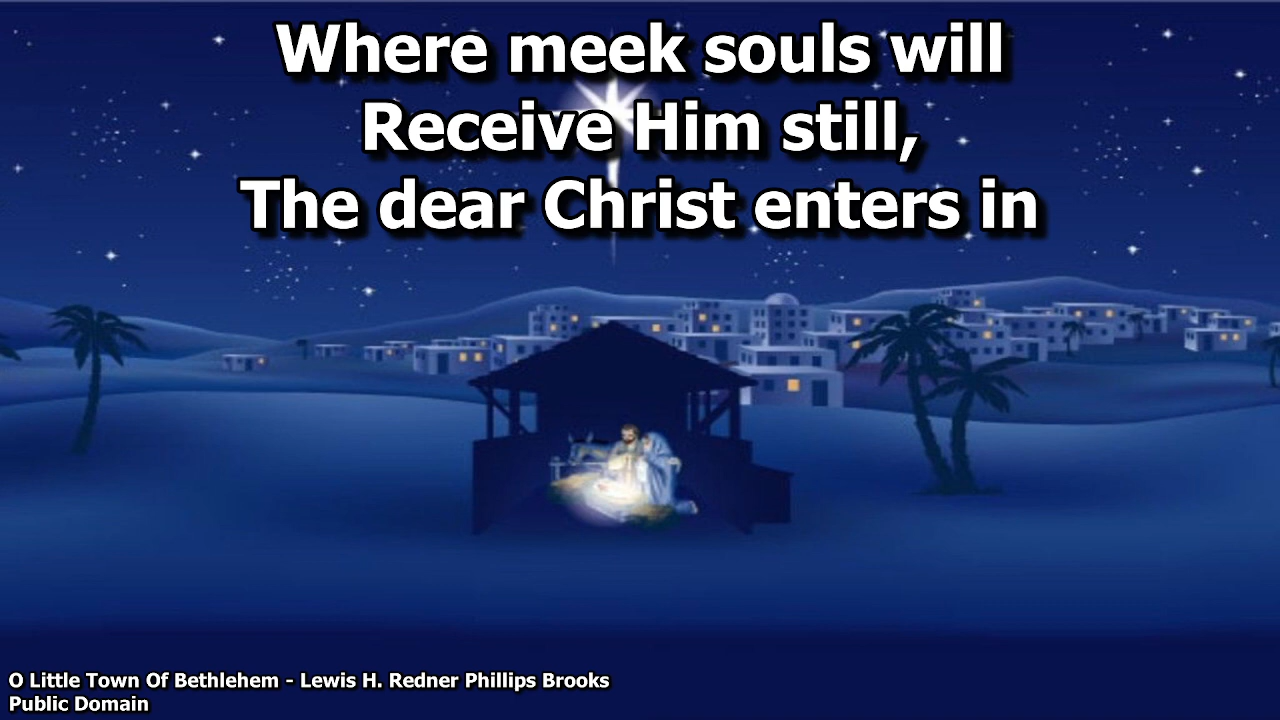 Where meek souls will
Receive Him still,
The dear Christ enters in
O Little Town Of Bethlehem - Lewis H. Redner Phillips Brooks
Public Domain